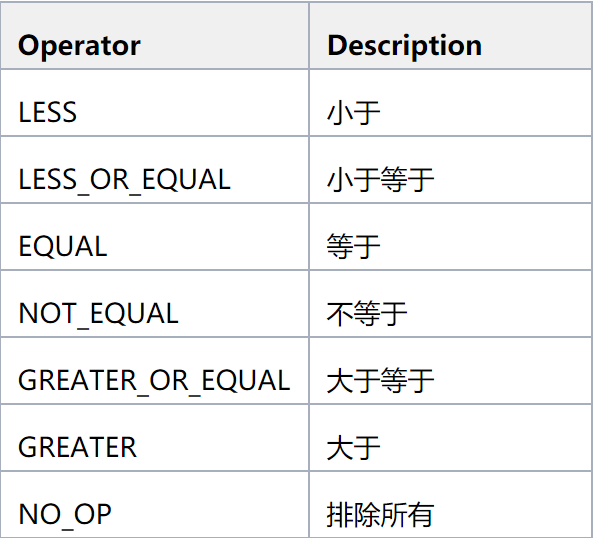 Operator Description
LESS 小于
LESS_OR_EQUAL 小于等于
EQUAL 等于
NOT_EQUAL 不等于
GREATER_OR_EQUAL 大于等于
GREATER 大于
NO_OP 排除所有